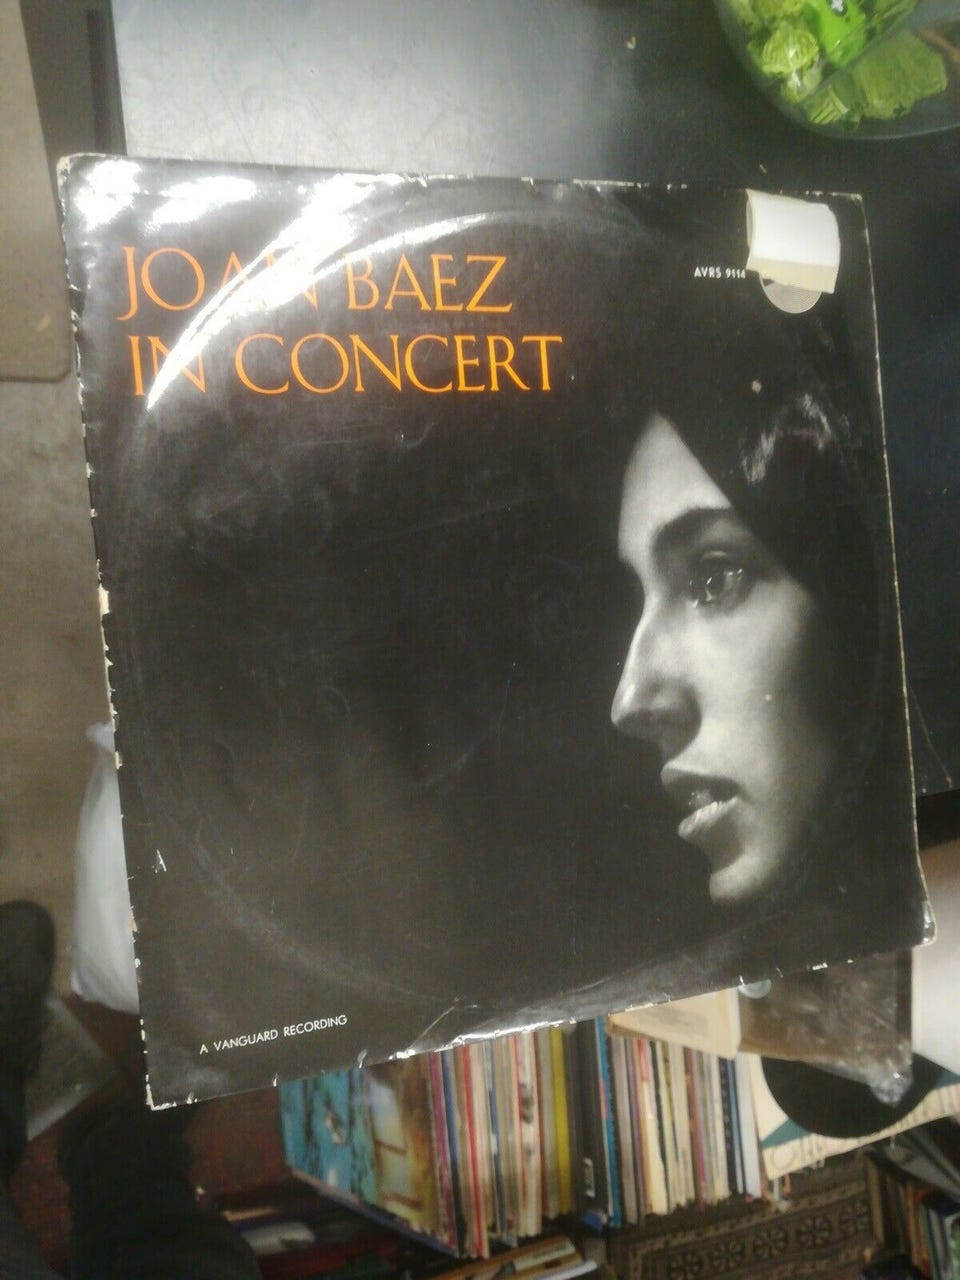 JOAN BAEZ
IN CONCERT
AVRS 9114
A VANGUARD RECORDING